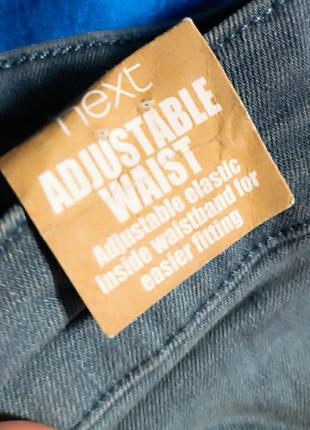 next
ADJUSTABLE
WAIST
Adjustable elastic
inside waistband for
easier fitting